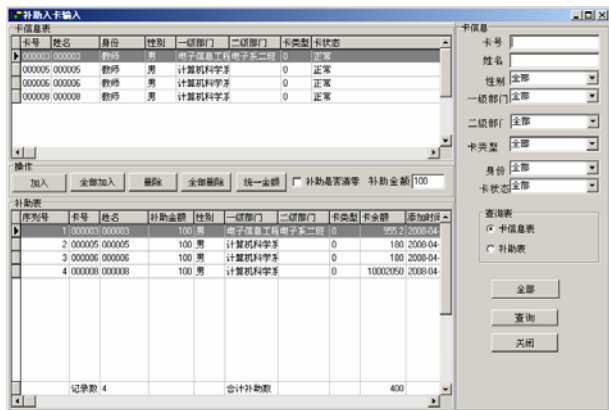 补助入卡输入
卡信息表
卡号 姓名 身份 性别 一级部门 二级部门 卡类型 卡状态
000003 000003 教师 男 电子信息工程 电子系二班 0 正常
000005 000005 教师 男 计算机科学系 0 正常
000006 000006 教师 男 计算机科学系 0 正常
000008 000008 教师 男 计算机科学系 0 正常
操作
加入 全部加入 删除 全部删除 统一金额 补助是否清零 补助金额 100
补助表
序列号 卡号 姓名 补助金额 性别 一级部门 二级部门 卡类型 卡余额 添加时间
1 000003 000003 100 男 电子信息工程 电子系二班 0 955.2 2008-04-
2 000005 000005 100 男 计算机科学系 0 180 2008-04-
3 000006 000006 100 男 计算机科学系 0 180 2008-04-
4 000008 000008 100 男 计算机科学系 0 10002050 2008-04-
记录数 4 合计补助数 400
卡信息
卡号
姓名
性别 全部
一级部门 全部
二级部门 全部
卡类型 全部
身份 全部
卡状态 全部
查询表
卡信息表
补助表
全部
查询
关闭